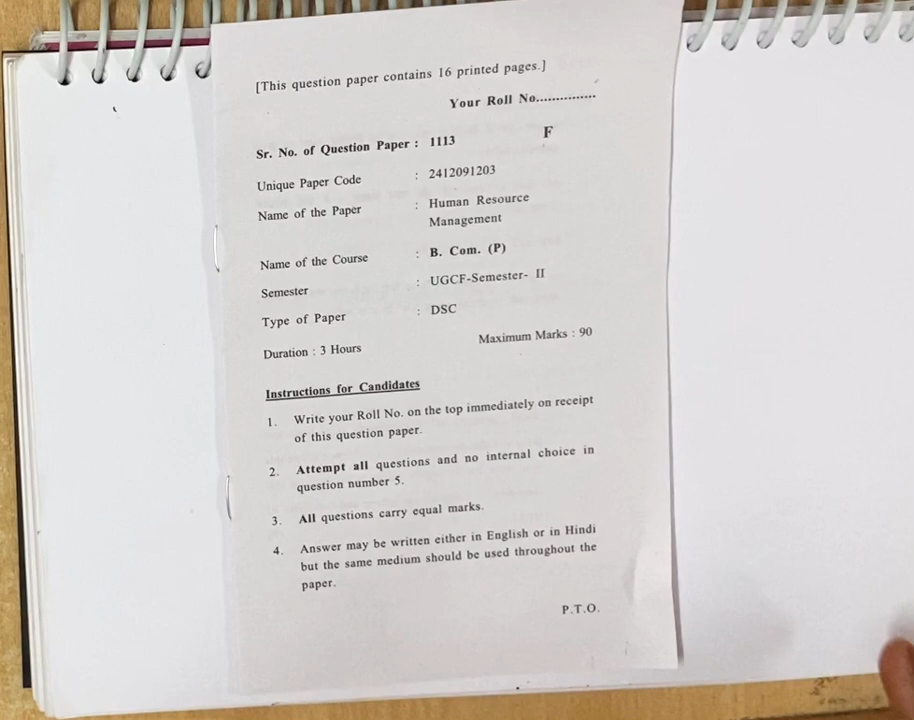 [This question paper contains 16 printed pages.]
Your Roll No...............
Sr. No. of Question Paper : 1113 F
Unique Paper Code : 2412091203
Name of the Paper : Human Resource
Management
Name of the Course : B. Com. (P)
Semester : UGCF-Semester- II
Type of Paper : DSC
Duration : 3 Hours Maximum Marks : 90
Instructions for Candidates
1. Write your Roll No. on the top immediately on receipt
of this question paper.
2. Attempt all questions and no internal choice in
question number 5.
3. All questions carry equal marks.
4. Answer may be written either in English or in Hindi
but the same medium should be used throughout the
paper.
P.T.O.